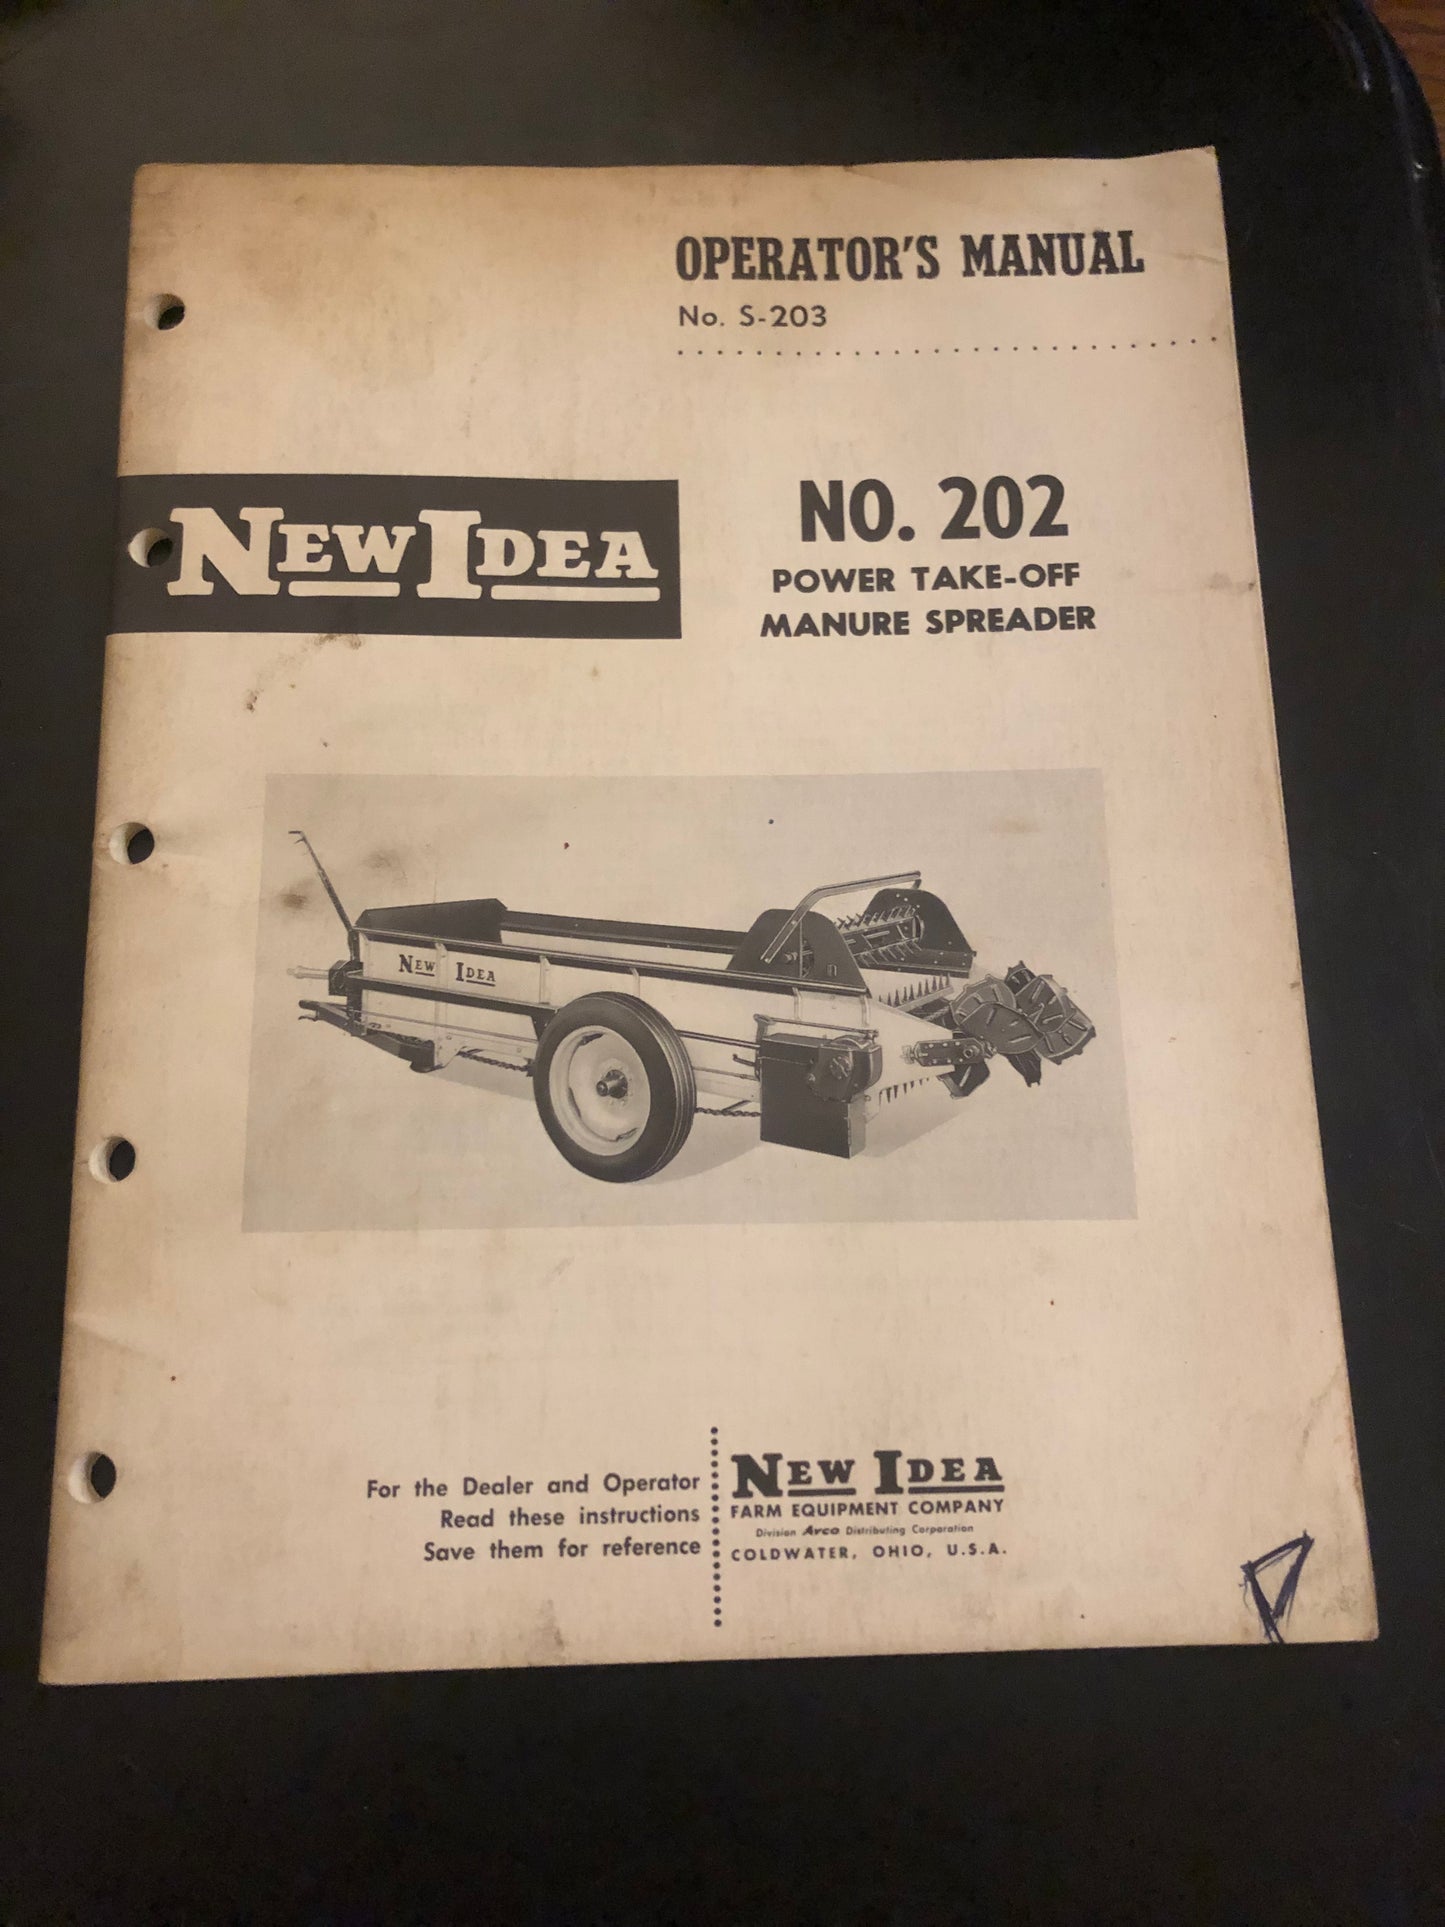 OPERATOR'S MANUAL
No. S-203
NEW IDEA
NO. 202
POWER TAKE-OFF
MANURE SPREADER
NEW IDEA
For the Dealer and Operator
Read these instructions
Save them for reference
NEW IDEA
FARM EQUIPMENT COMPANY
Division Avco Distributing Corporation
COLDWATER, OHIO, U.S.A.